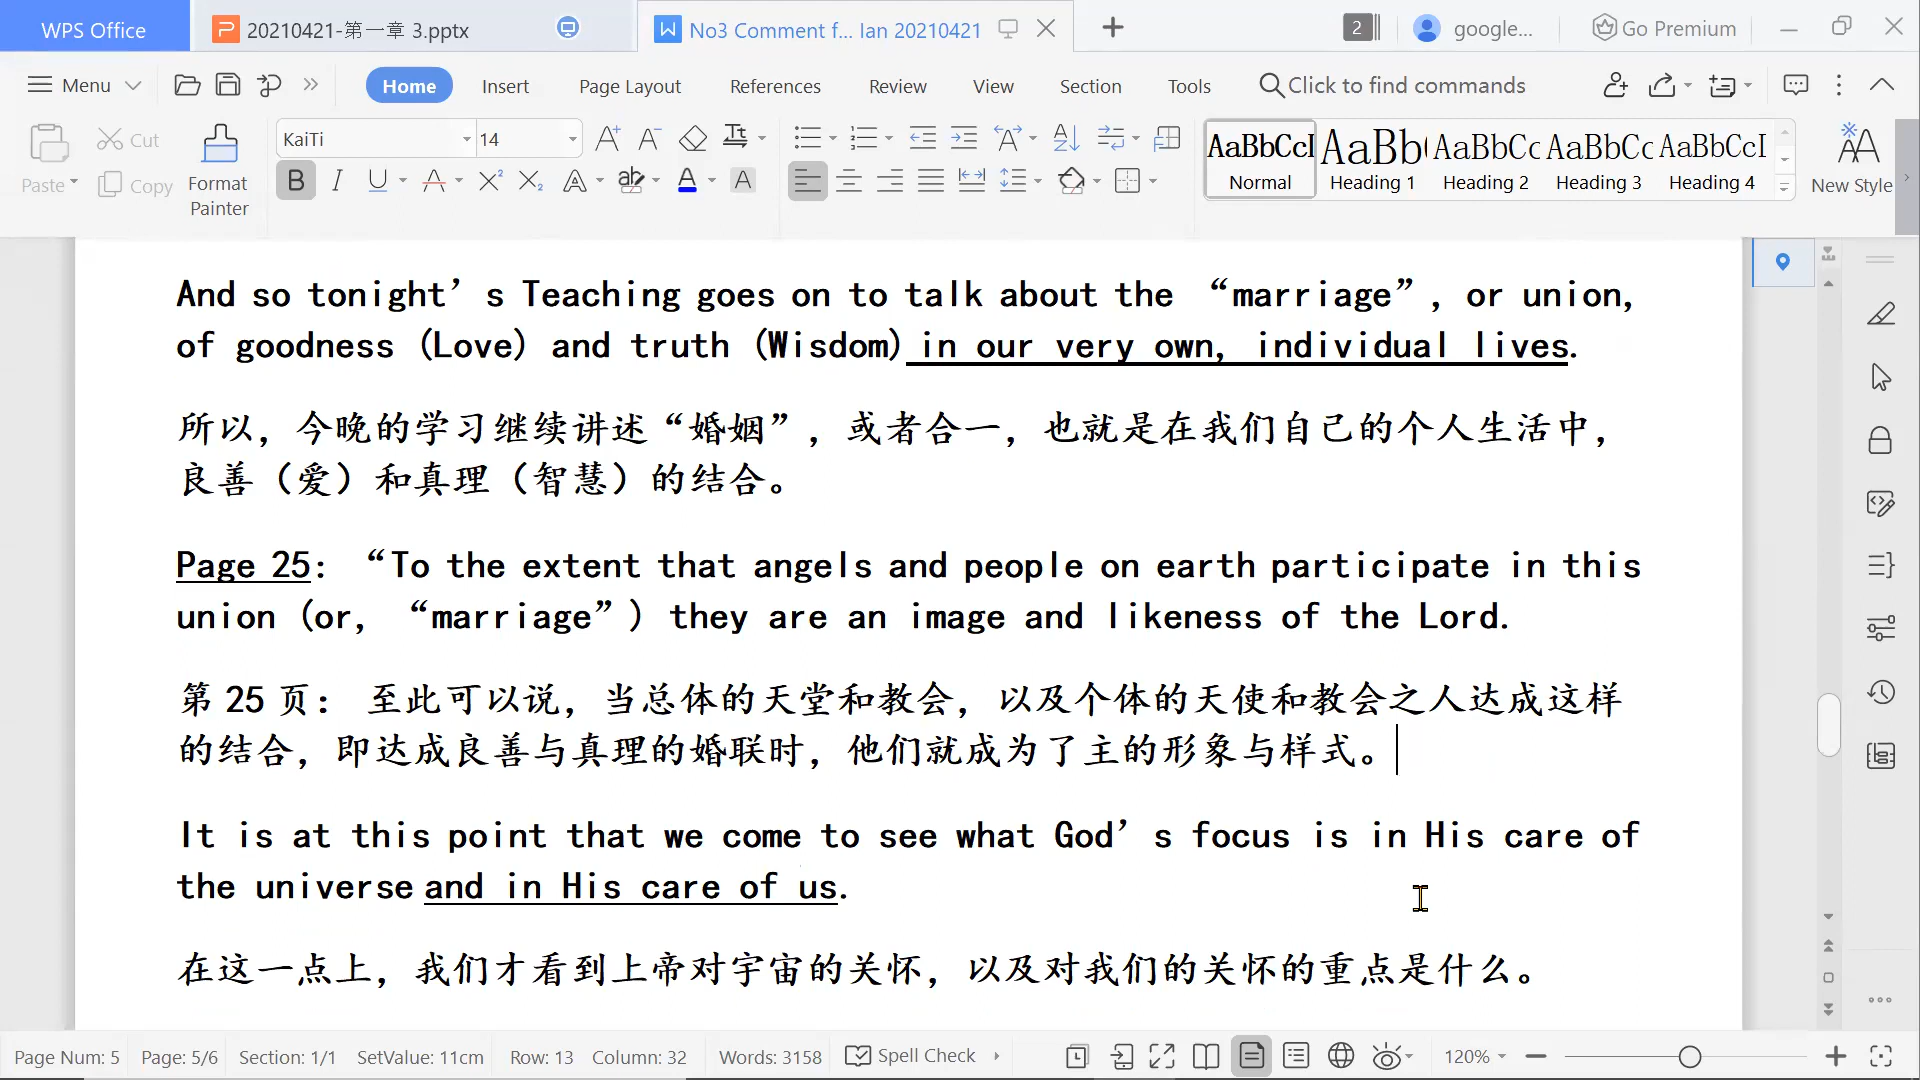 WPS Office
20210421-第一章 3.pptx
No3 Comment f... Ian 20210421
2
google...
Go Premium
Menu
Home
Insert
Page Layout
References
Review
View
Section
Tools
Click to find commands
Paste
Cut
Copy
Format
Painter
KaiTi
14
AaBbCcI
AaBb(
AaBbCc
AaBbCc
AaBbCcI
Normal
Heading 1
Heading 2
Heading 3
Heading 4
New Style
And so tonight’s Teaching goes on to talk about the “marriage”, or union,
of goodness (Love) and truth (Wisdom) in our very own, individual lives.
所以，今晚的学习继续讲述“婚姻”，或者合一，也就是在我们自己的个人生活中，
良善（爱）和真理（智慧）的结合。
Page 25: “To the extent that angels and people on earth participate in this
union (or, “marriage”) they are an image and likeness of the Lord.
第 25 页： 至此可以说，当总体的天堂和教会，以及个体的天使和教会之人达成这样
的结合，即达成良善与真理的婚联时，他们就成为了主的形象与样式。
It is at this point that we come to see what God’s focus is in His care of
the universe and in His care of us.
在这一点上，我们才看到上帝对宇宙的关怀，以及对我们的关怀的重点是什么。
Page Num: 5
Page: 5/6
Section: 1/1
SetValue: 11cm
Row: 13
Column: 32
Words: 3158
Spell Check
120%